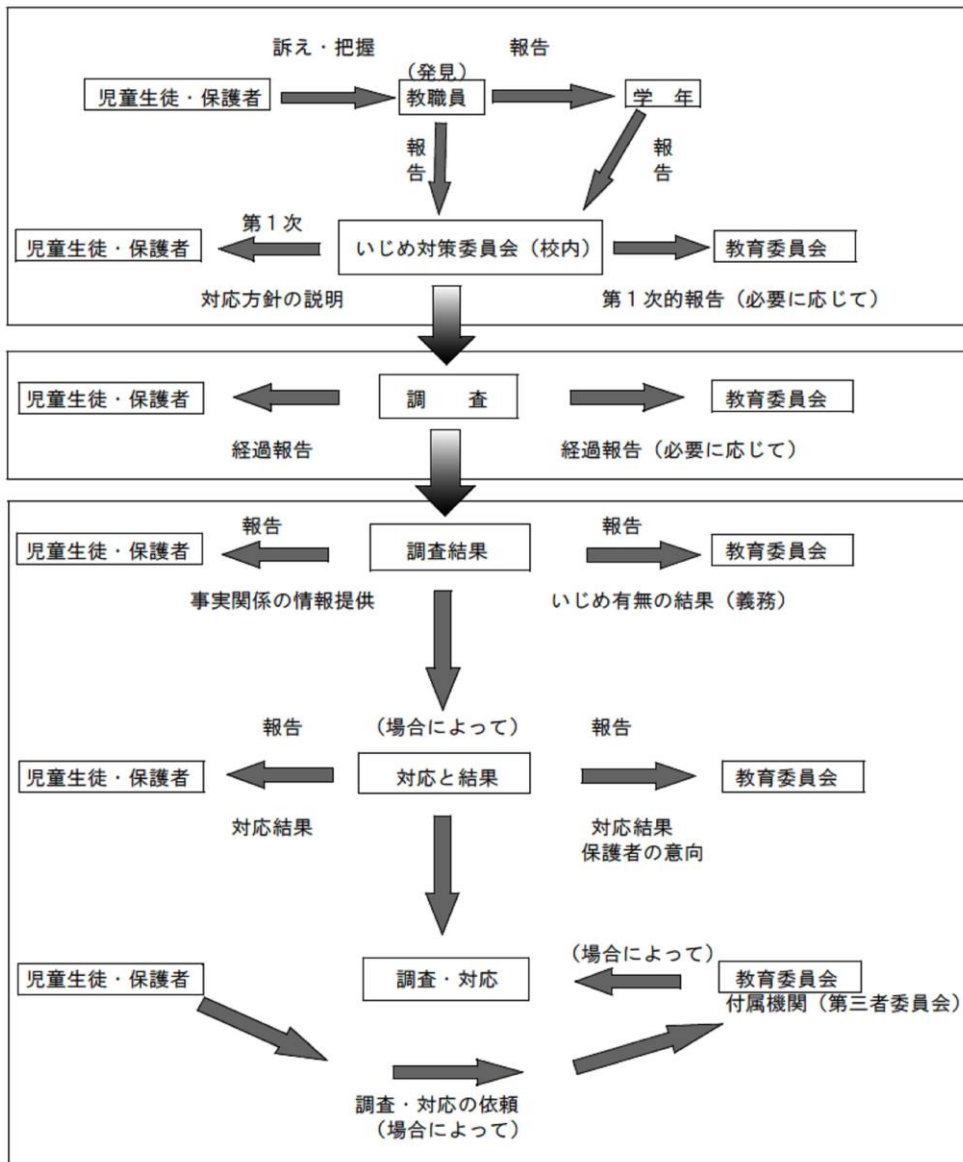 訴え・把握
報告
(発見)
児童生徒・保護者
教職員
学　年
報告
報告
第1次
児童生徒・保護者
いじめ対策委員会(校内)
教育委員会
対応方針の説明
第1次的報告(必要に応じて)
児童生徒・保護者
調　　査
教育委員会
経過報告
経過報告(必要に応じて)
報告
報告
児童生徒・保護者
調査結果
教育委員会
事実関係の情報提供
いじめ有無の結果(義務)
報告
(場合によって)
報告
児童生徒・保護者
対応と結果
教育委員会
対応結果
対応結果
保護者の意向
(場合によって)
児童生徒・保護者
調査・対応
教育委員会
付属機関(第三者委員会)
調査・対応の依頼
(場合によって)